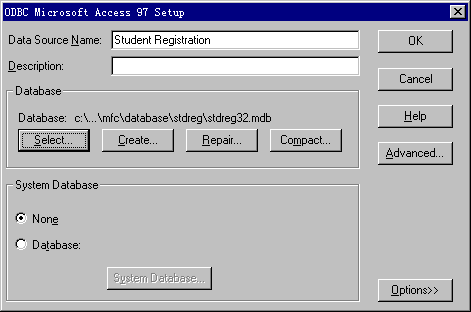 ODBC Microsoft Access 97 Setup
Data Source Name: Student Registration OK
Description:
Cancel
Database
Database: c:\...\mfc\database\stdreg\stdreg32.mdb
Help
Select... Create... Repair... Compact...
Advanced...
System Database
None
Database:
System Database...
Options>>